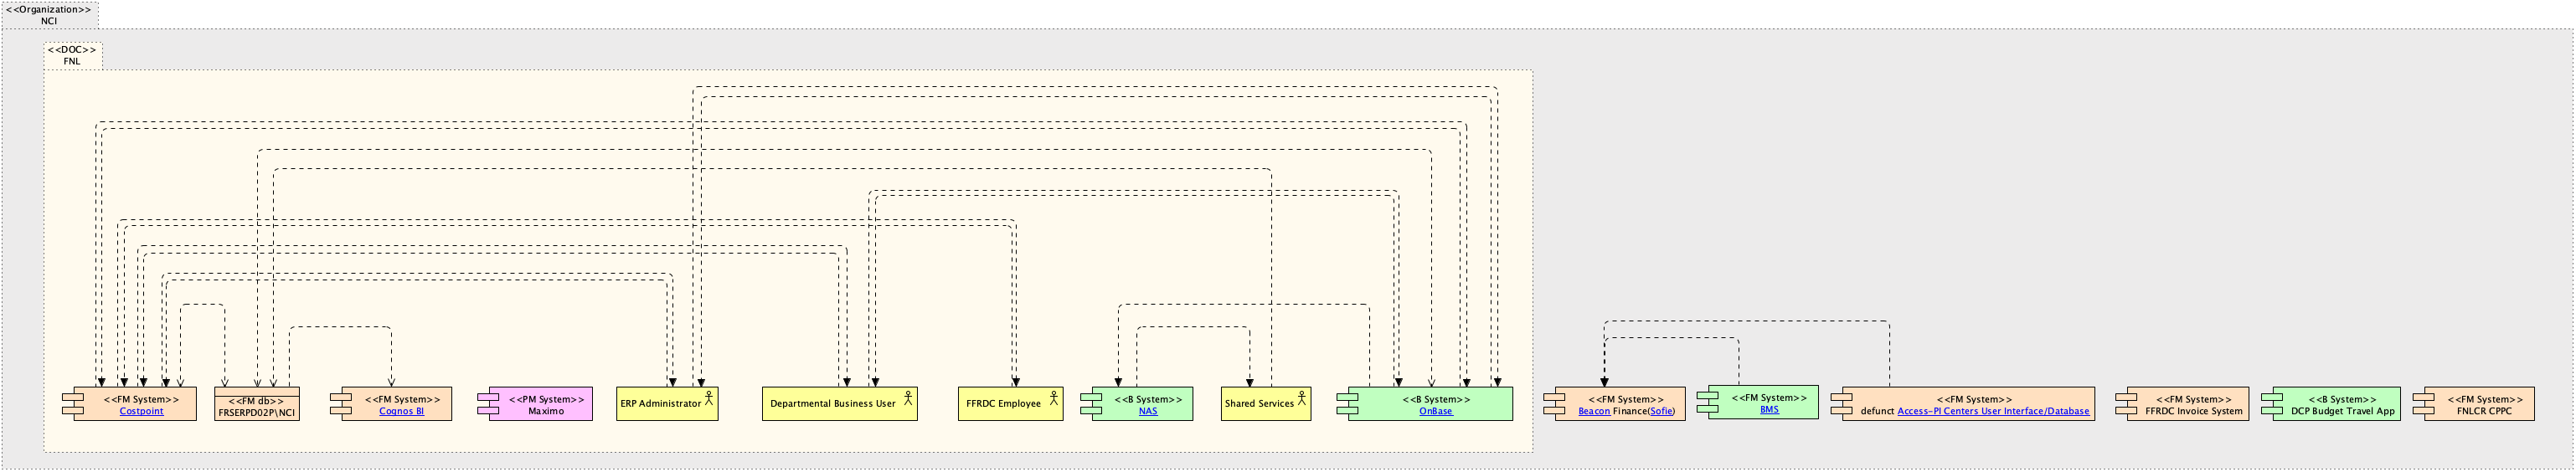 <<Organization>>
NCI
<<DOC>>
FNL
<<FM System>>
Costpoint
<<FM db>>
FRSERPD02P\NCI
<<FM System>>
Cognos BI
<<PM System>>
Maximo
ERP Administrator
Departmental Business User
FFRDC Employee
<<B System>>
NAS
Shared Services
<<B System>>
OnBase
<<FM System>>
Beacon Finance(Sofie)
<<FM System>>
BMS
<<FM System>>
defunct Access-PI Centers User Interface/Database
<<FM System>>
FFRDC Invoice System
<<B System>>
DCP Budget Travel App
<<FM System>>
FNLCR CPPC